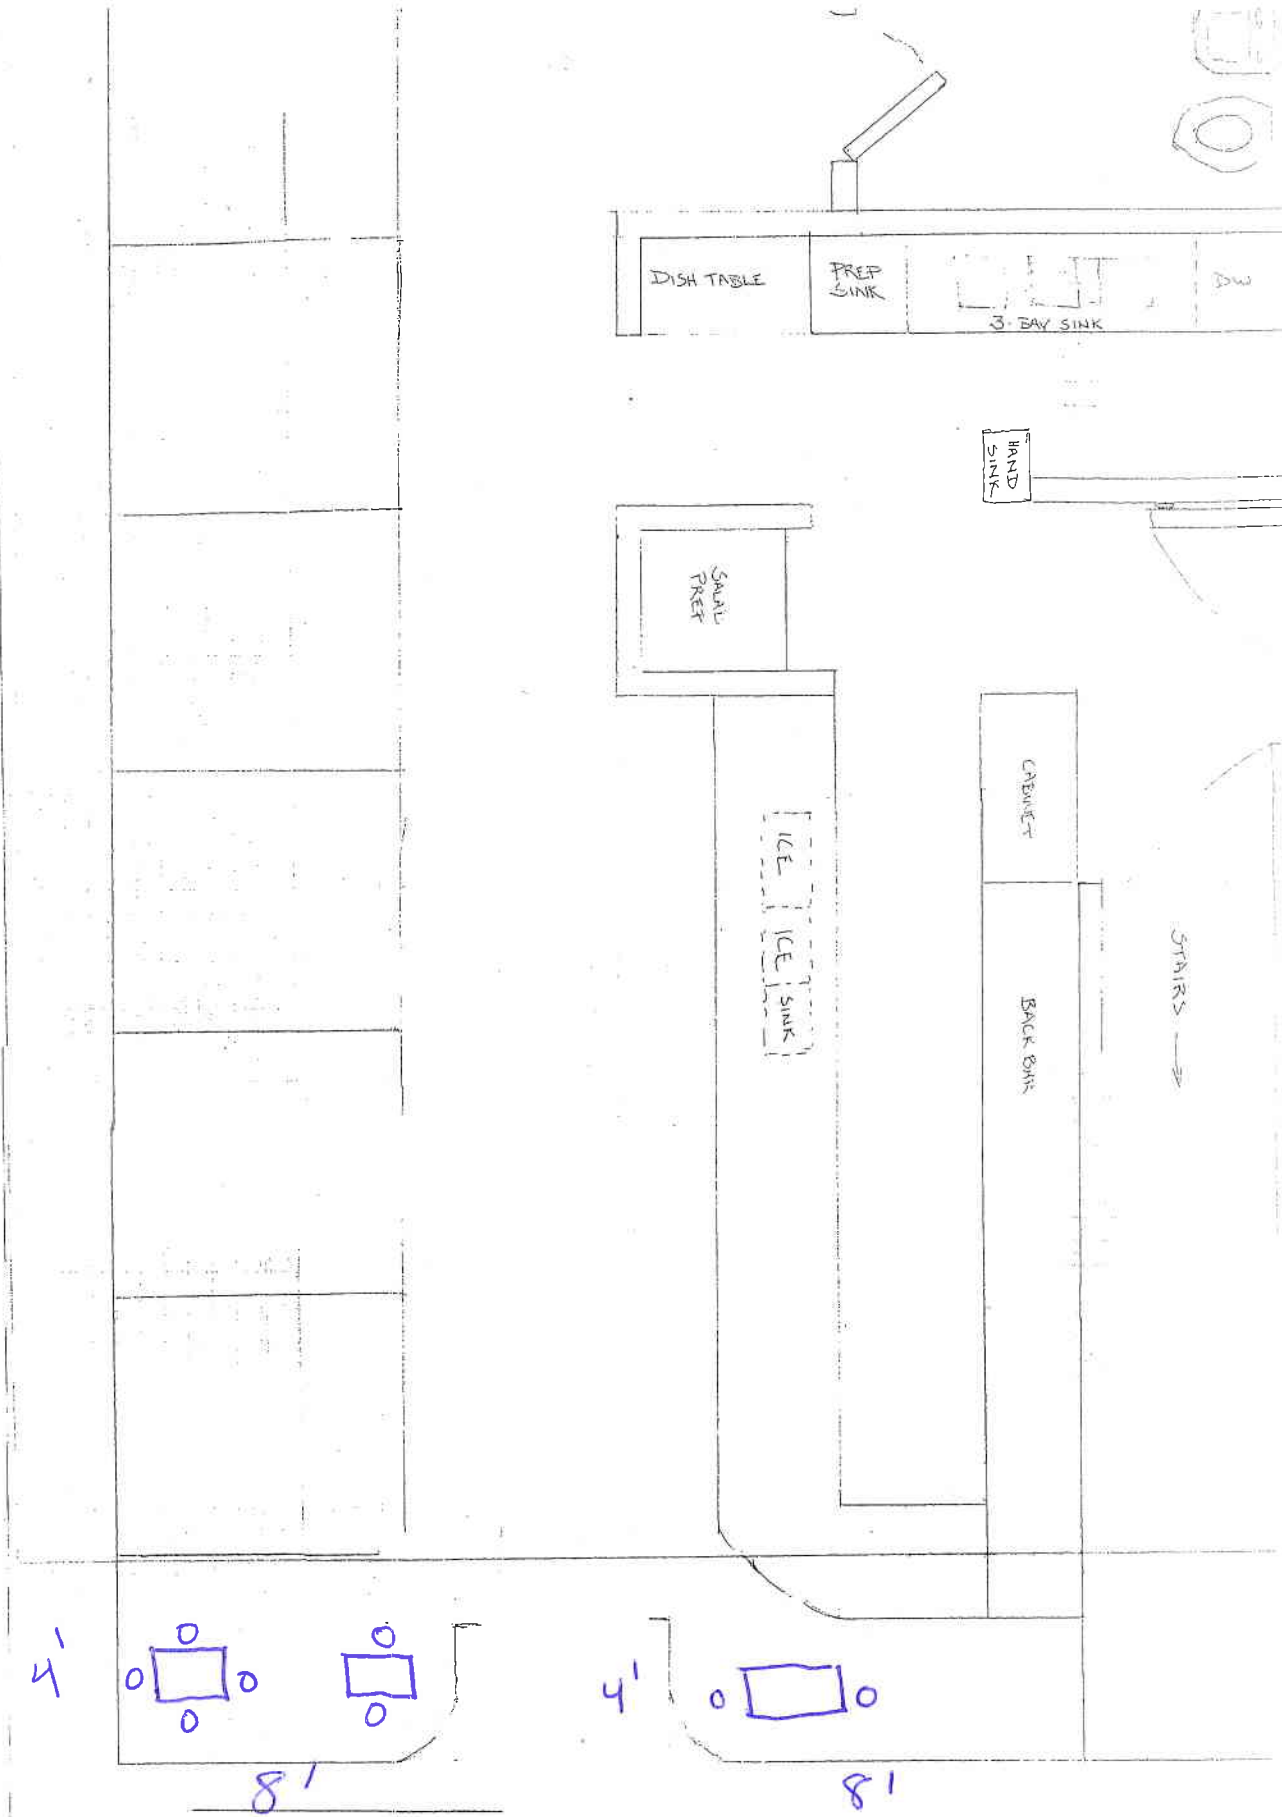 DISH TABLE
PREP
SINK
3-BAY SINK
DW
HAND
SINK
SALAD
PREP
CABINET
ICE
ICE
SINK
BACK BAR
STAIRS
4'
8'
4'
8'